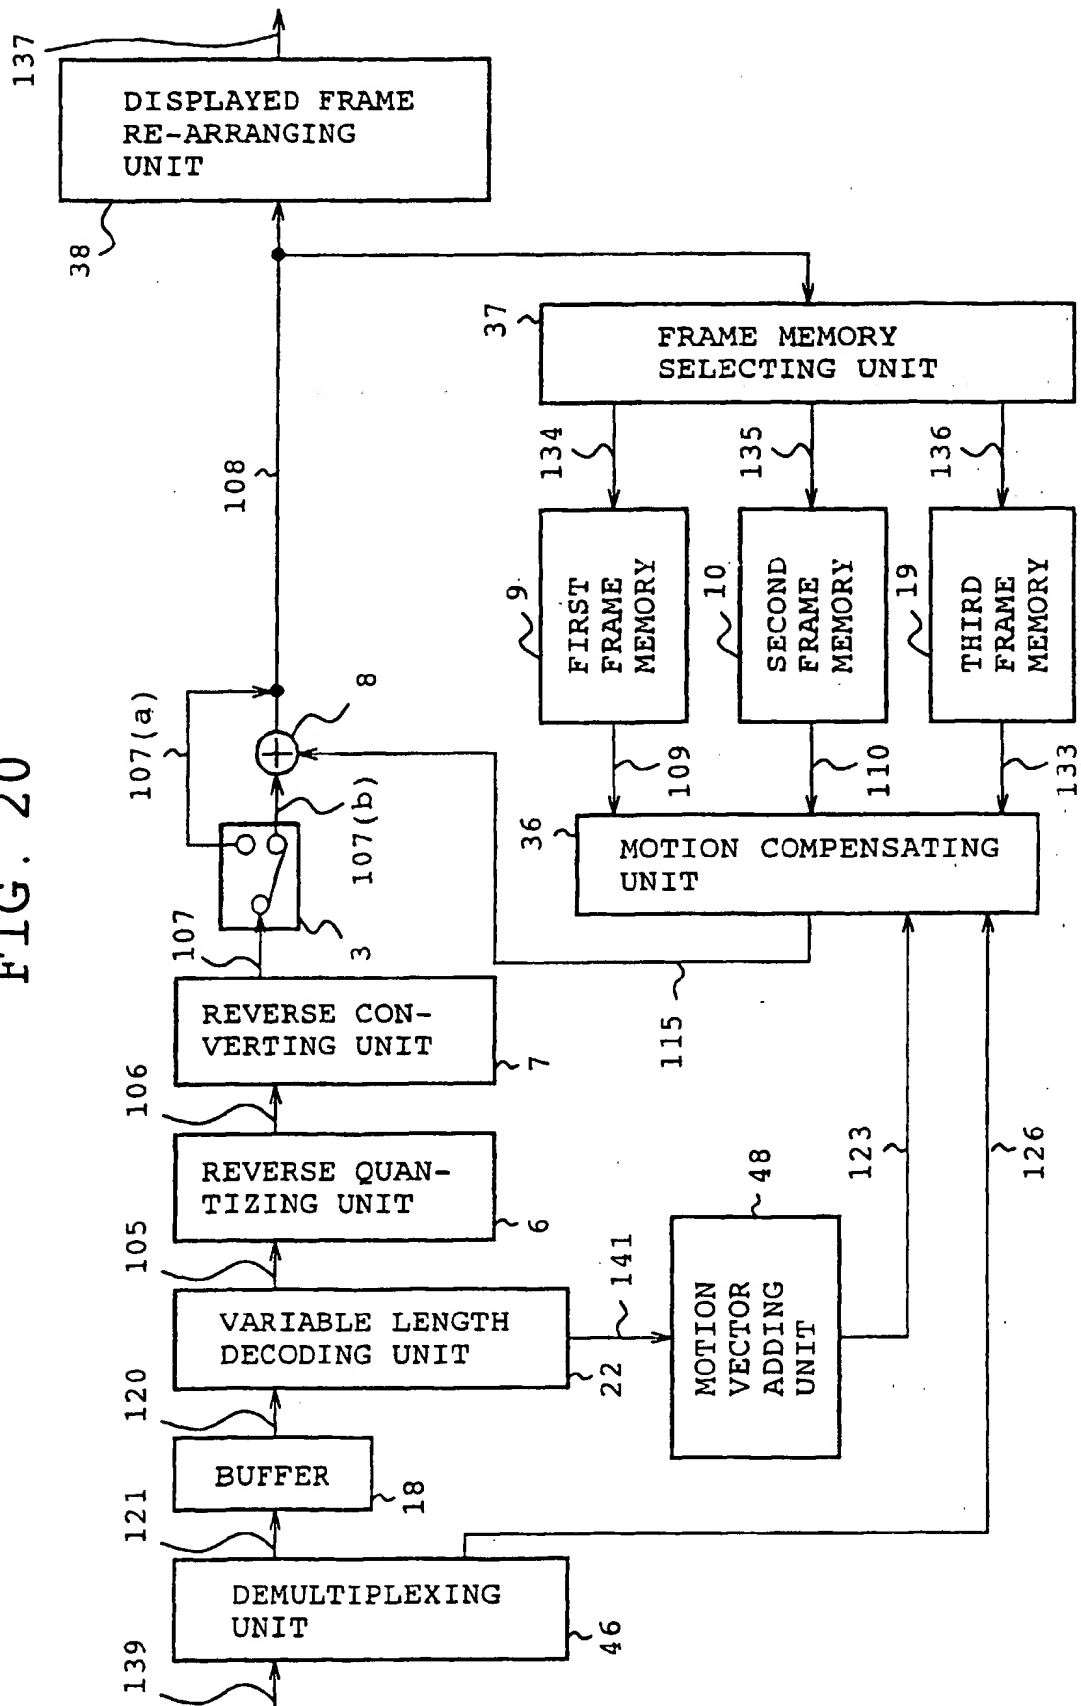 FIG. 20
139
DEMULTIPLEXING
UNIT
46
121
BUFFER
18
120
VARIABLE LENGTH
DECODING UNIT
22
105
REVERSE QUAN-
TIZING UNIT
6
106
REVERSE CON-
VERTING UNIT
7
107
3
107(a)
107(b)
8
108
38
DISPLAYED FRAME
RE-ARRANGING
UNIT
137
141
MOTION
VECTOR
ADDING
UNIT
48
123
126
115
36
MOTION COMPENSATING
UNIT
109
110
133
9
FIRST
FRAME
MEMORY
10
SECOND
FRAME
MEMORY
19
THIRD
FRAME
MEMORY
134
135
136
37
FRAME MEMORY
SELECTING UNIT